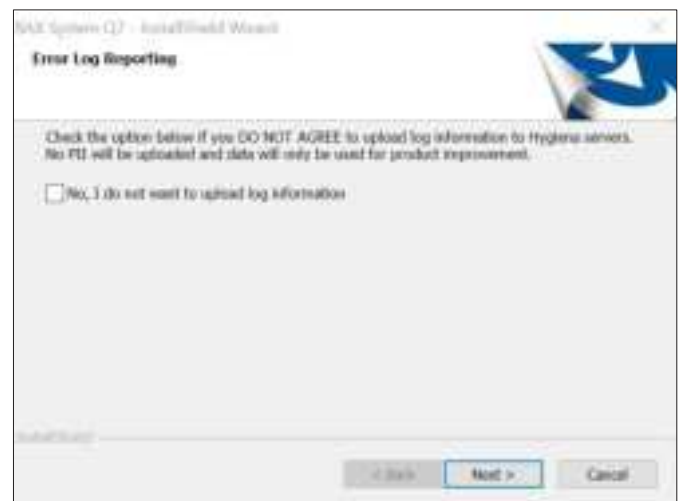 System Q7 - InstallShield Wizard
Error Log Reporting
Check the option below if you DO NOT AGREE to upload log information to Hygiena servers.
No PII will be uploaded and data will only be used for product improvement.
No, I do not want to upload log information
InstallShield
< Back
Next >
Cancel